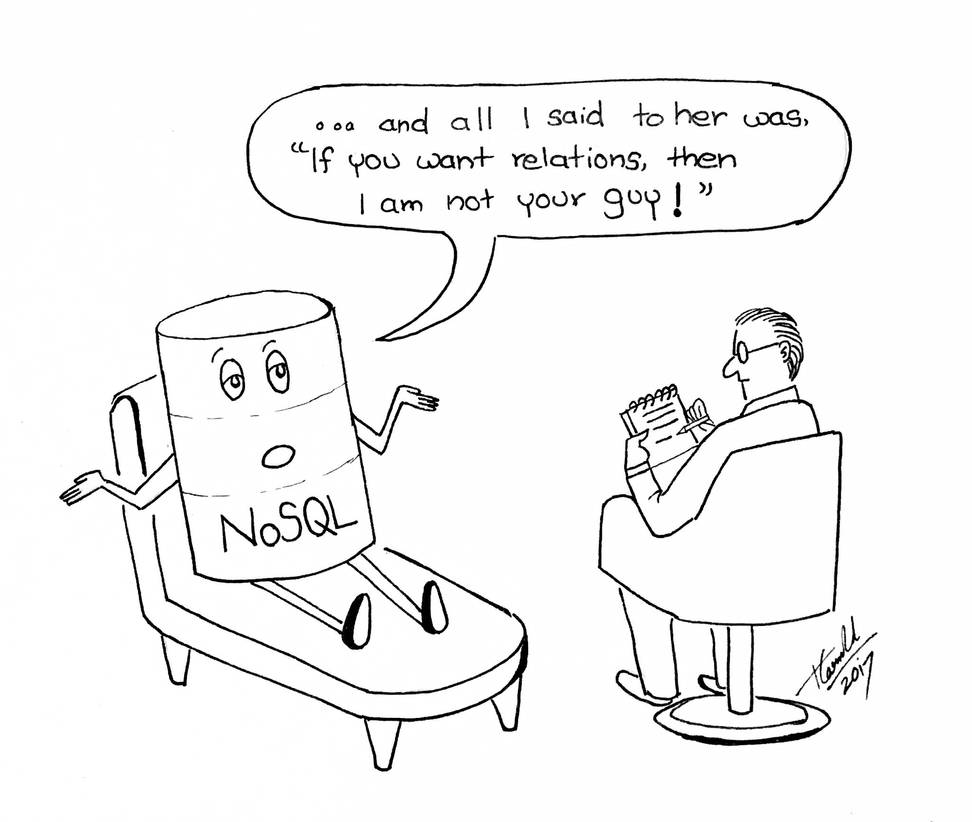 ... and all I said to her was,
"If you want relations, then
I am not your guy!"
NoSQL
2017